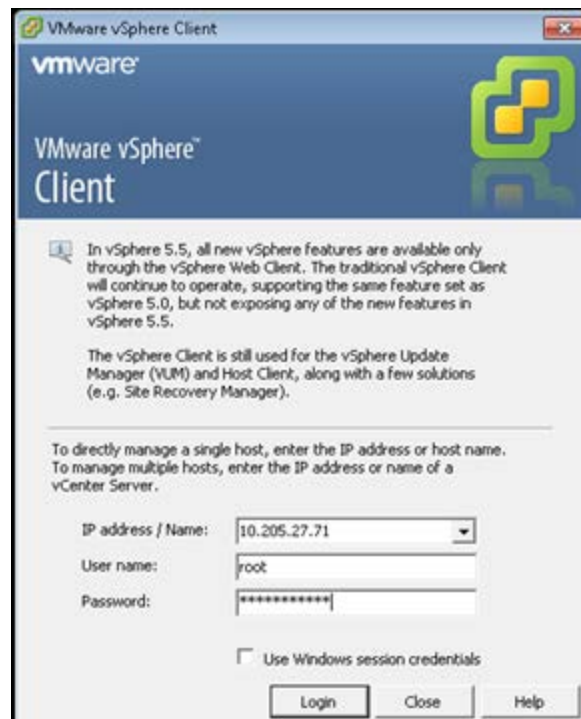 VMware vSphere Client
vmware
VMware vSphere™
Client
In vSphere 5.5, all new vSphere features are available only
through the vSphere Web Client. The traditional vSphere Client
will continue to operate, supporting the same feature set as
vSphere 5.0, but not exposing any of the new features in
vSphere 5.5.
The vSphere Client is still used for the vSphere Update
Manager (VUM) and Host Client, along with a few solutions
(e.g. Site Recovery Manager).
To directly manage a single host, enter the IP address or host name.
To manage multiple hosts, enter the IP address or name of a
vCenter Server.
IP address / Name: 10.205.27.71
User name: root
Password: ***********
Use Windows session credentials
Login Close Help